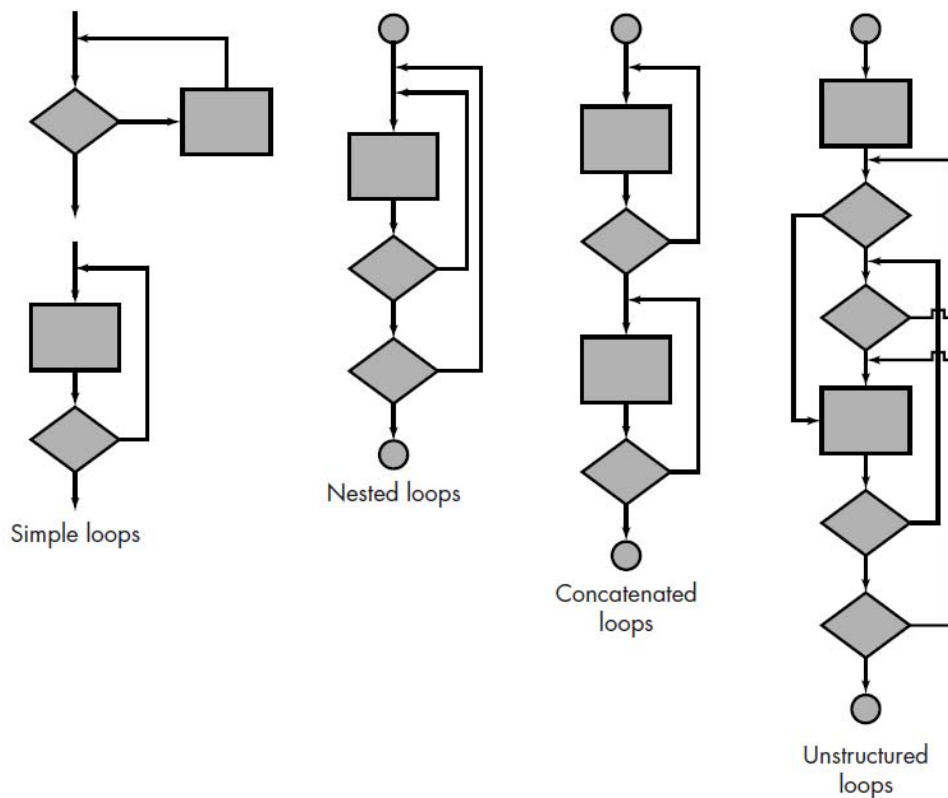 Simple loops
Nested loops
Concatenated
loops
Unstructured
loops